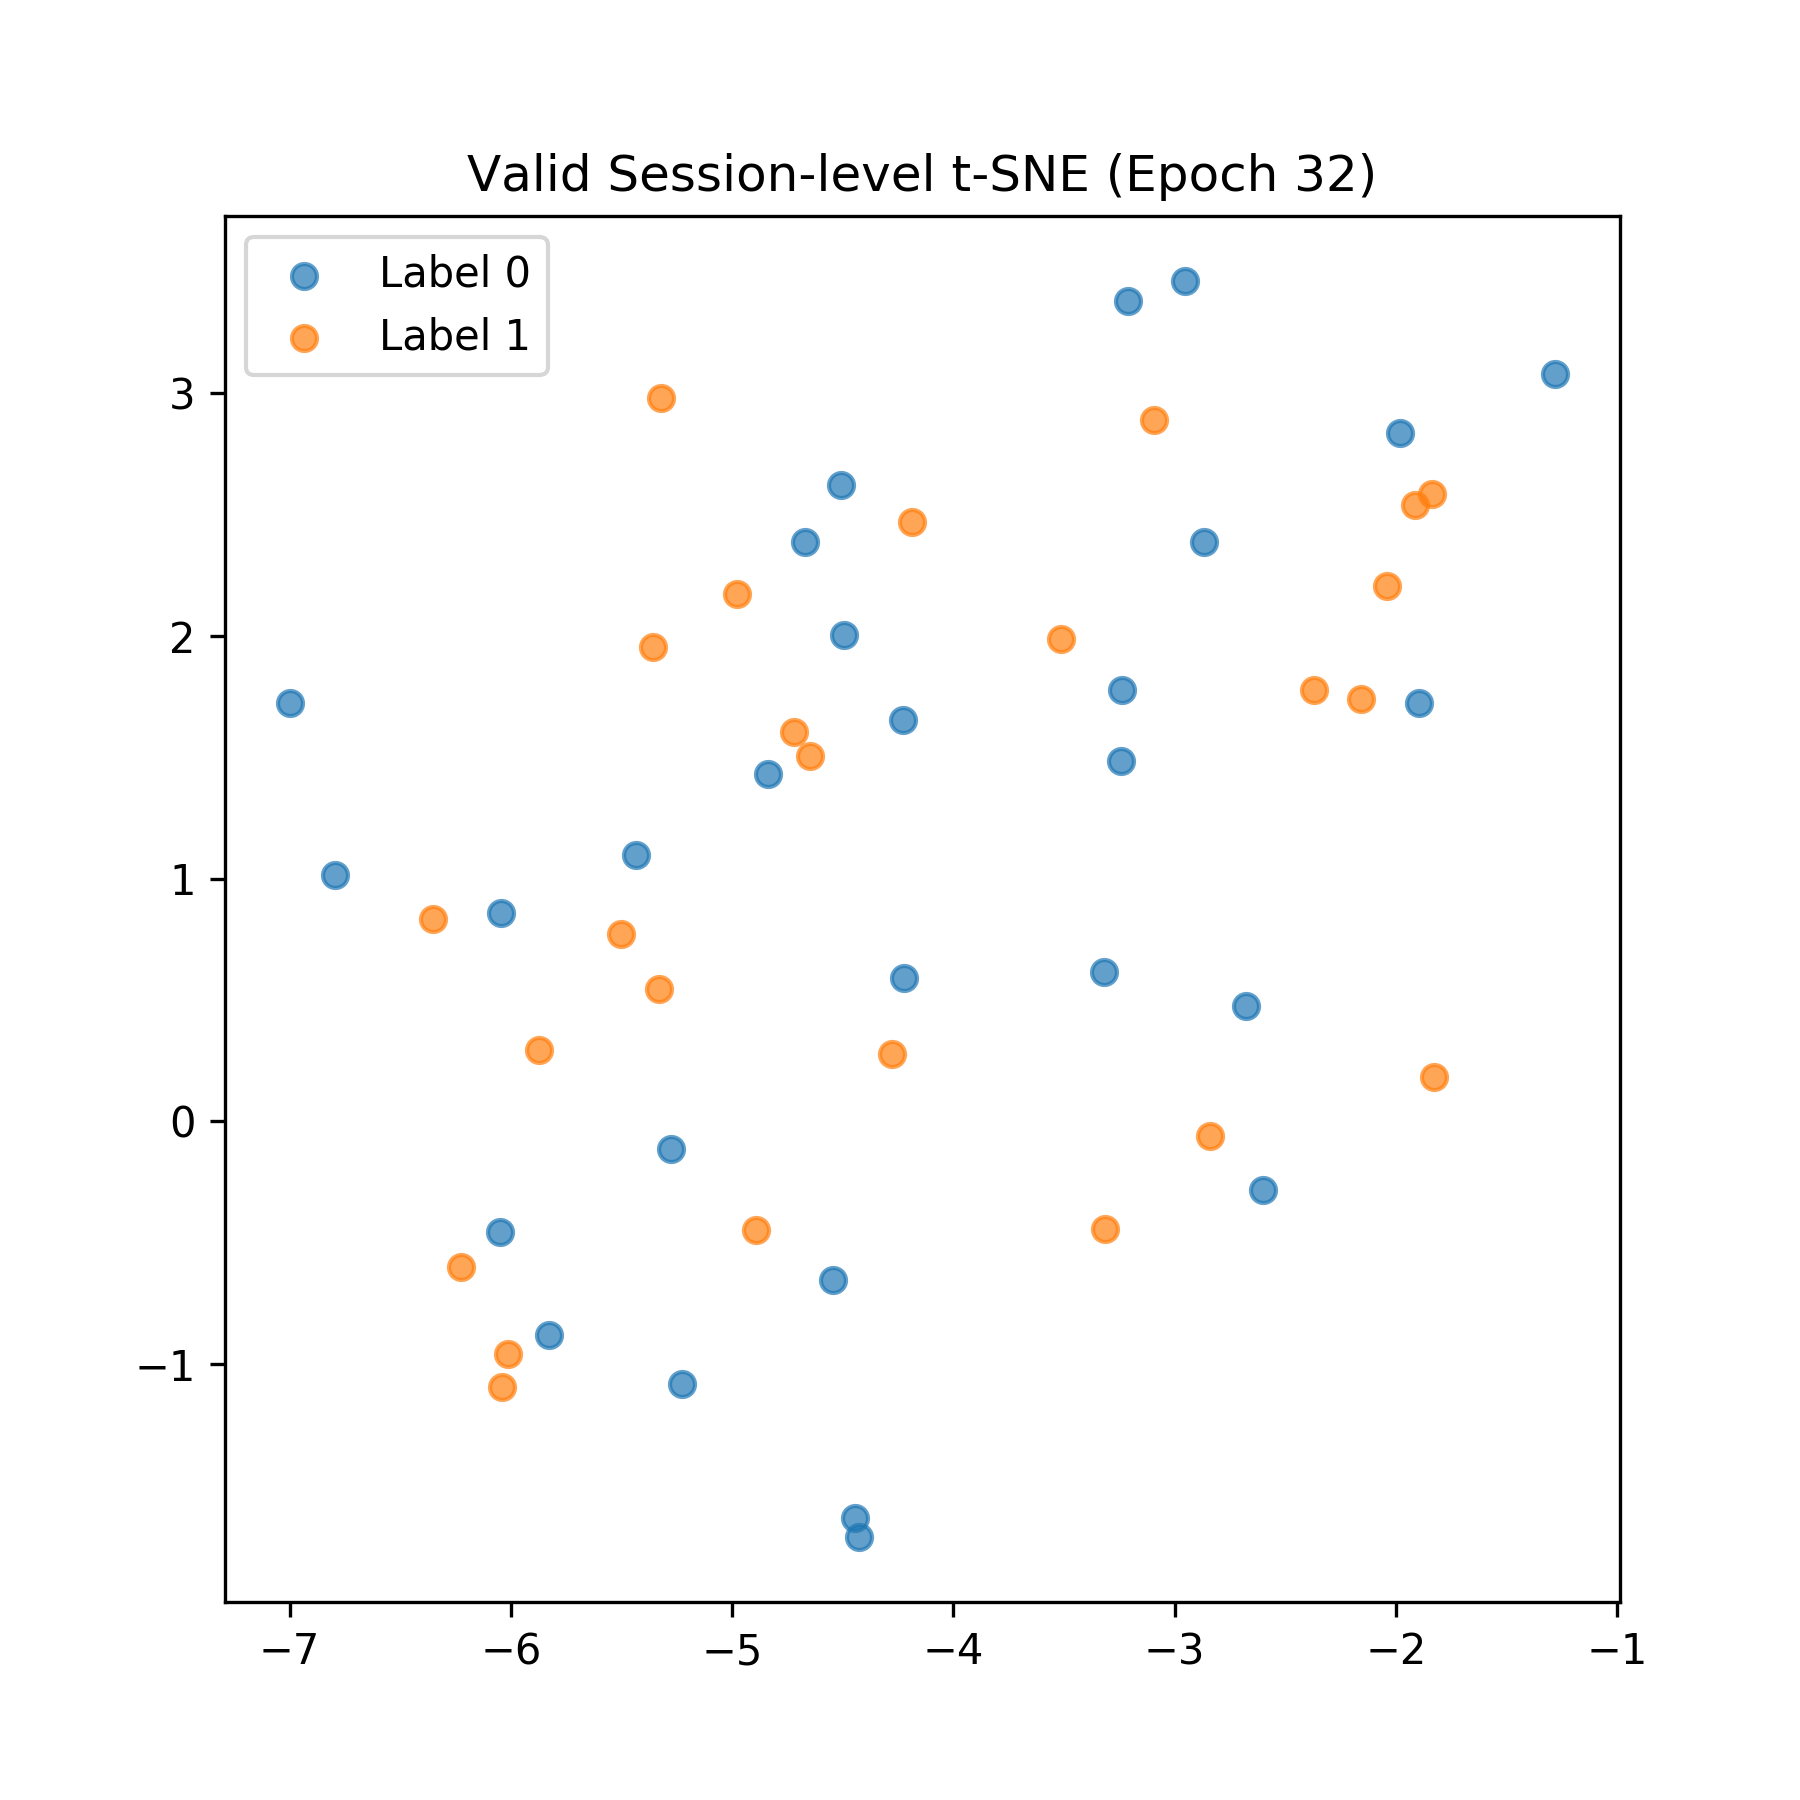 Valid Session-level t-SNE (Epoch 32)
Label 0
Label 1
3
2
1
0
−1
−7 −6 −5 −4 −3 −2 −1